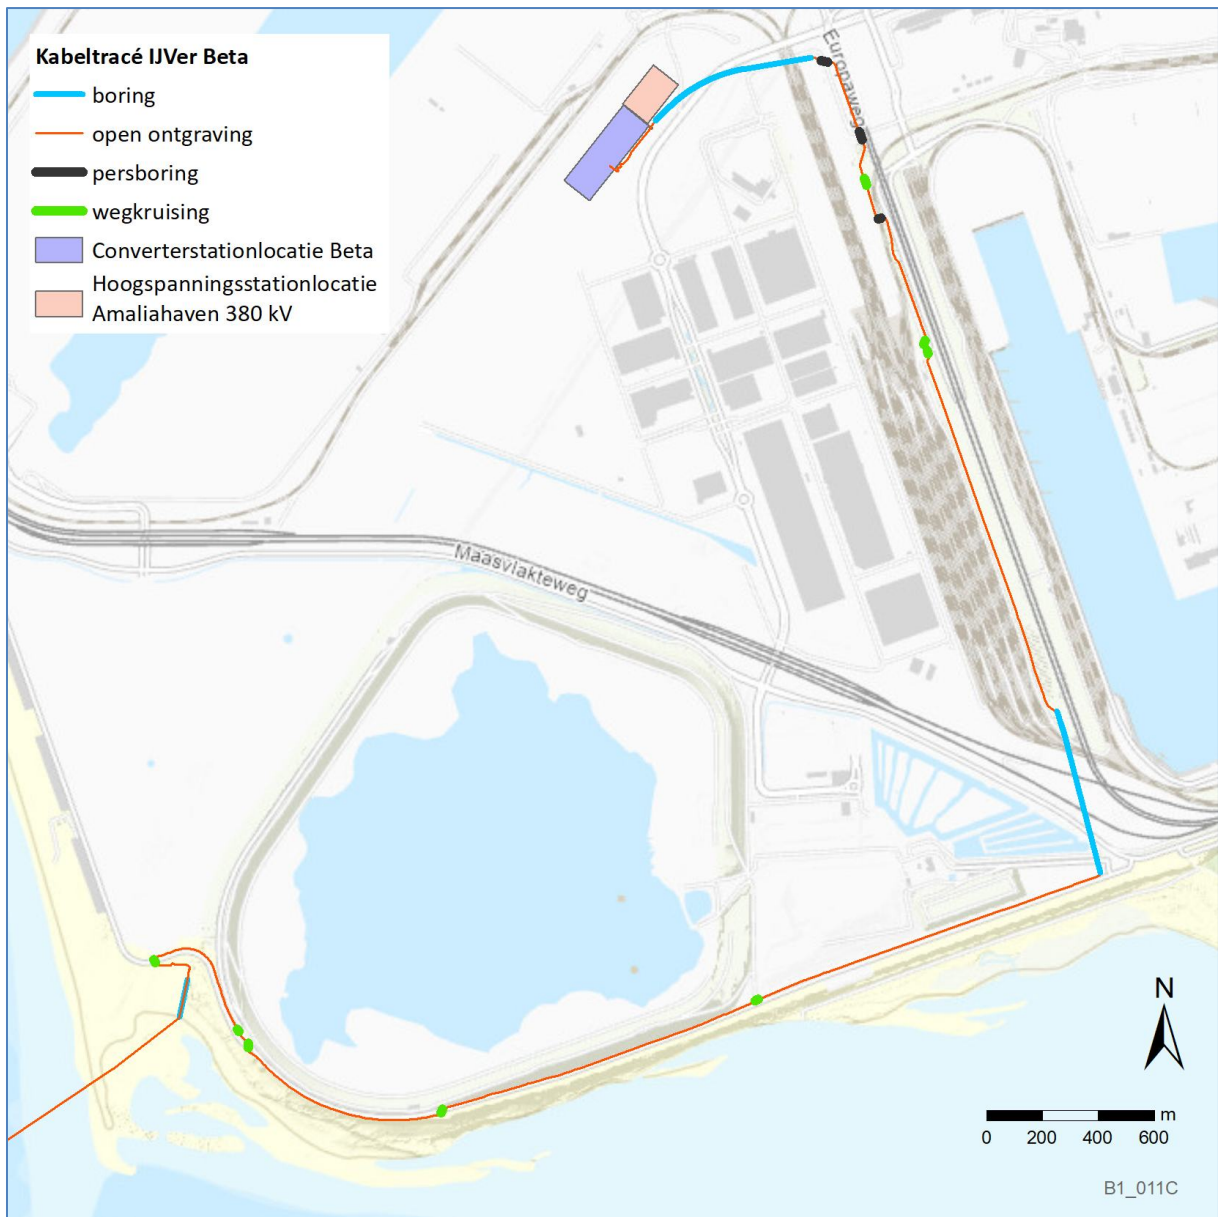 Kabeltracé IJVer Beta
boring
open ontgraving
persboring
wegkruising
Converterstationlocatie Beta
Hoogspanningsstationlocatie
Amaliahaven 380 kV
Europaweg
Maasvlakteweg
N
m
0 200 400 600
B1_011C